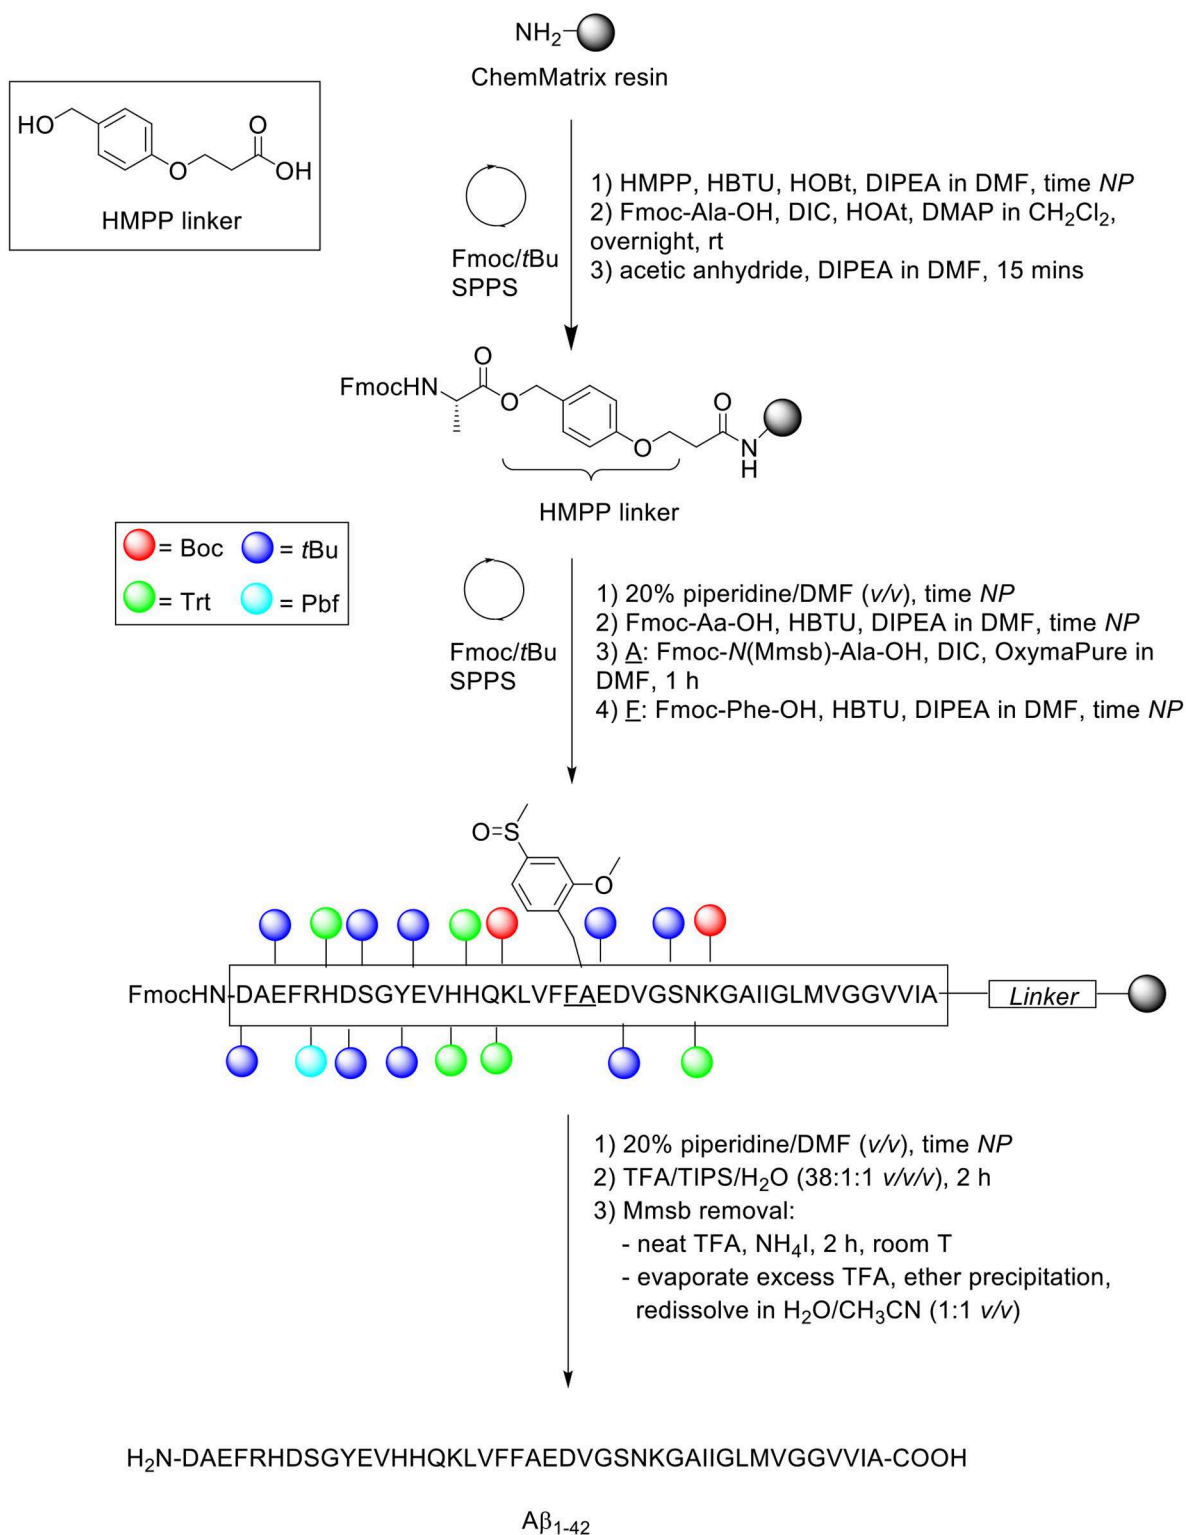 NH2
ChemMatrix resin
HO
O
O
OH
HMPP linker
Fmoc/tBu
SPPS
1) HMPP, HBTU, HOBt, DIPEA in DMF, time NP
2) Fmoc-Ala-OH, DIC, HOAt, DMAP in CH2Cl2,
overnight, rt
3) acetic anhydride, DIPEA in DMF, 15 mins
FmocHN
O
O
O
O
N
H
HMPP linker
= Boc
= tBu
= Trt
= Pbf
Fmoc/tBu
SPPS
1) 20% piperidine/DMF (v/v), time NP
2) Fmoc-Aa-OH, HBTU, DIPEA in DMF, time NP
3) A: Fmoc-N(Mmsb)-Ala-OH, DIC, OxymaPure in
DMF, 1 h
4) F: Fmoc-Phe-OH, HBTU, DIPEA in DMF, time NP
O=S
O
FmocHN-DAEFRHDSGYEVHHQKLVFFAEDVGSNKGAIIGLMVGGVVIA
Linker
1) 20% piperidine/DMF (v/v), time NP
2) TFA/TIPS/H2O (38:1:1 v/v/v), 2 h
3) Mmsb removal:
- neat TFA, NH4I, 2 h, room T
- evaporate excess TFA, ether precipitation,
redissolve in H2O/CH3CN (1:1 v/v)
H2N-DAEFRHDSGYEVHHQKLVFFAEDVGSNKGAIIGLMVGGVVIA-COOH
Aβ1-42